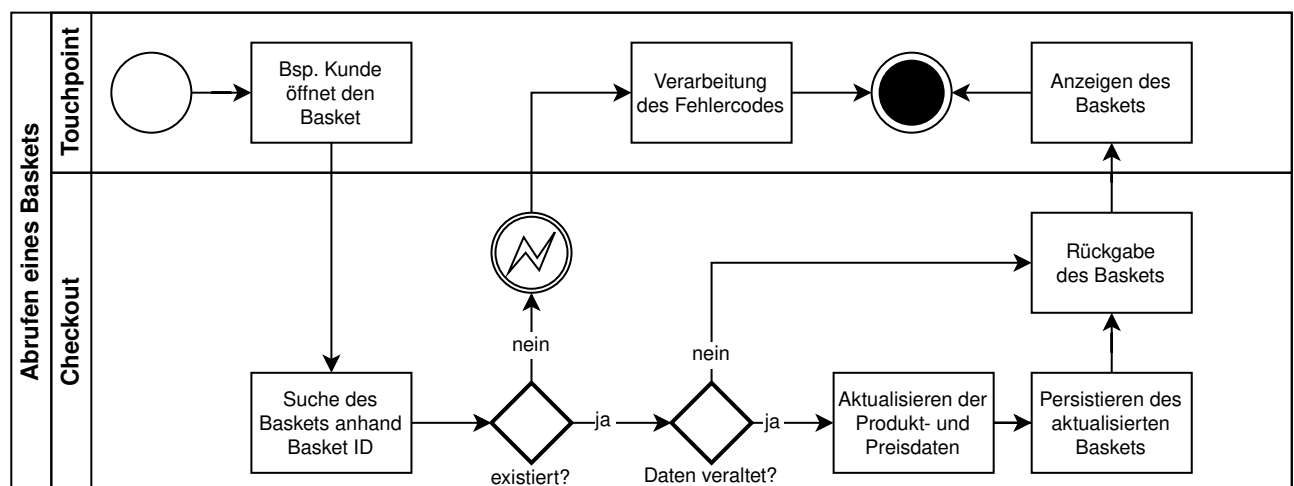 Abrufen eines Baskets
Touchpoint
Bsp. Kunde
öffnet den
Basket
Verarbeitung
des Fehlercodes
Anzeigen des
Baskets
Checkout
Rückgabe
des Baskets
nein
nein
Suche des
Baskets anhand
Basket ID
ja
ja
Aktualisieren der
Produkt- und
Preisdaten
Persistieren des
aktualisierten
Baskets
existiert?
Daten veraltet?